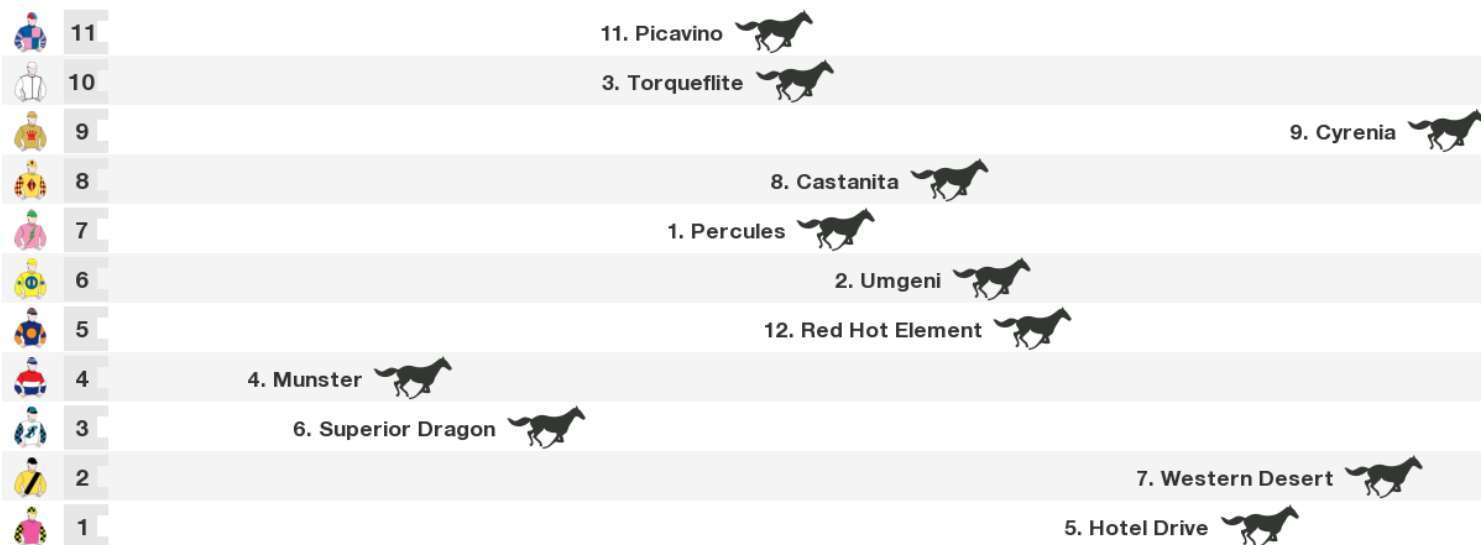 11 11. Picavino
10 3. Torqueflite
9 9. Cyrenia
8 8. Castanita
7 1. Percules
6 2. Umgeni
5 12. Red Hot Element
4 4. Munster
3 6. Superior Dragon
2 7. Western Desert
1 5. Hotel Drive